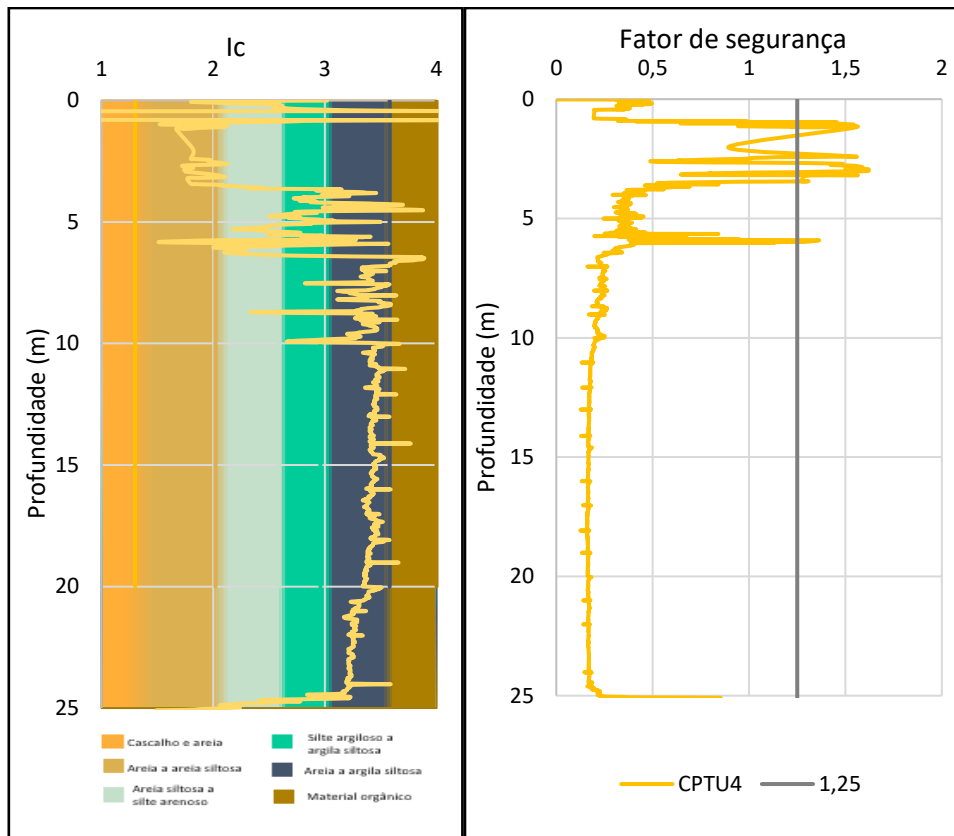 Ic
1 2 3 4
0
5
10
15
20
25
Profundidade (m)
Cascalho e areia
Areia a areia siltosa
Areia siltosa a
silte arenoso
Silte argiloso a
argila siltosa
Areia a argila siltosa
Material orgânico
Fator de segurança
0 0,5 1 1,5 2
0
5
10
15
20
25
Profundidade (m)
CPTU4 1,25